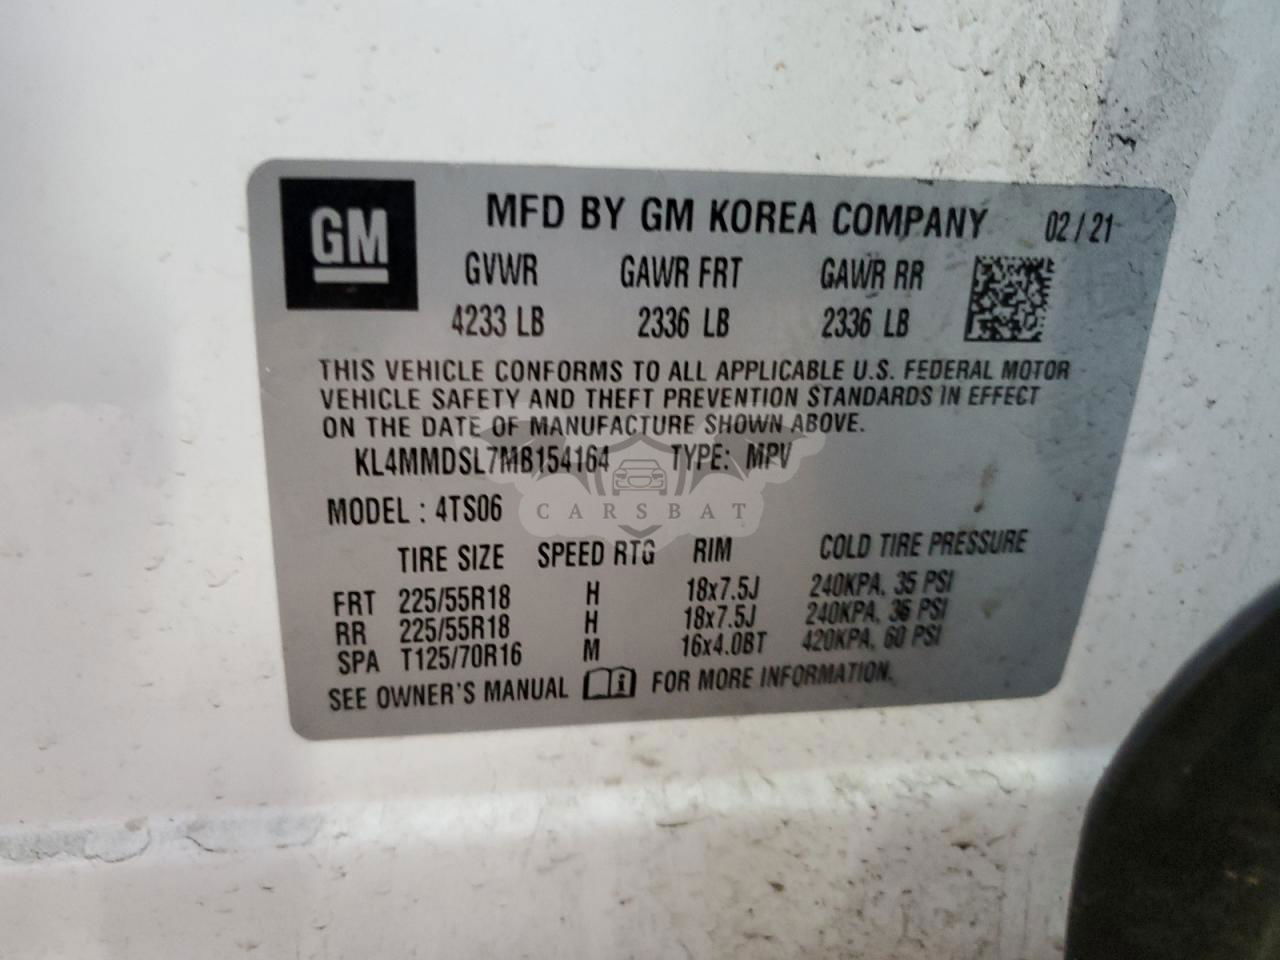 GM
MFD BY GM KOREA COMPANY 02/21
GVWR GAWR FRT GAWR RR
4233 LB 2336 LB 2336 LB
THIS VEHICLE CONFORMS TO ALL APPLICABLE U.S. FEDERAL MOTOR
VEHICLE SAFETY AND THEFT PREVENTION STANDARDS IN EFFECT
ON THE DATE OF MANUFACTURE SHOWN ABOVE.
KL4MMDSL7MB154164 TYPE: MPV
MODEL : 4TS06
CARSBAT
TIRE SIZE SPEED RTG RIM COLD TIRE PRESSURE
FRT 225/55R18 H 18x7.5J 240KPA, 35 PSI
RR 225/55R18 H 18x7.5J 240KPA, 35 PSI
SPA T125/70R16 M 16x4.0BT 420KPA, 60 PSI
SEE OWNER'S MANUAL FOR MORE INFORMATION.